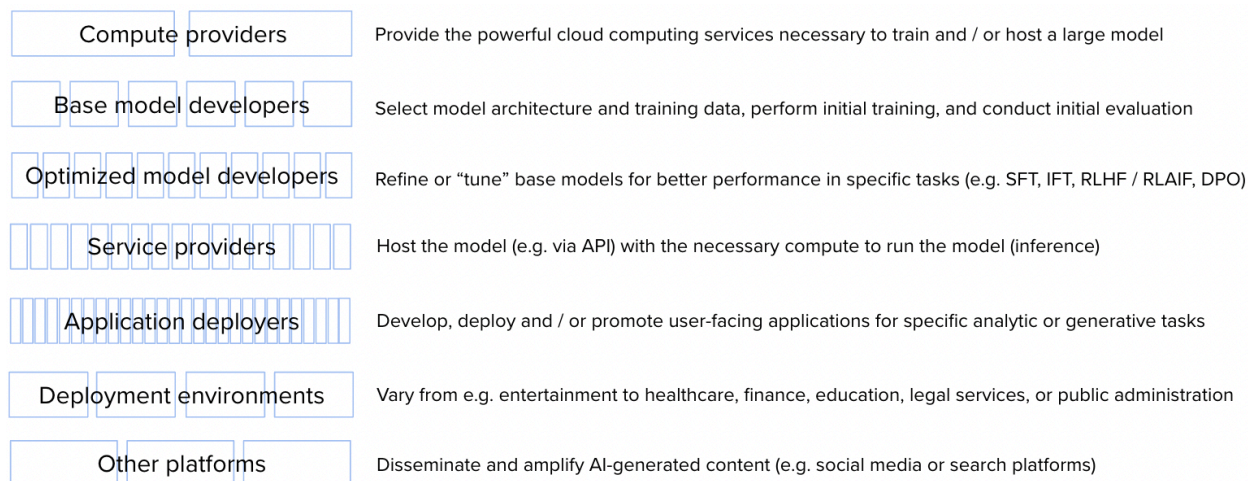 Compute providers
Provide the powerful cloud computing services necessary to train and / or host a large model
Base model developers
Select model architecture and training data, perform initial training, and conduct initial evaluation
Optimized model developers
Refine or “tune” base models for better performance in specific tasks (e.g. SFT, IFT, RLHF / RLAIF, DPO)
Service providers
Host the model (e.g. via API) with the necessary compute to run the model (inference)
Application deployers
Develop, deploy and / or promote user-facing applications for specific analytic or generative tasks
Deployment environments
Vary from e.g. entertainment to healthcare, finance, education, legal services, or public administration
Other platforms
Disseminate and amplify AI-generated content (e.g. social media or search platforms)